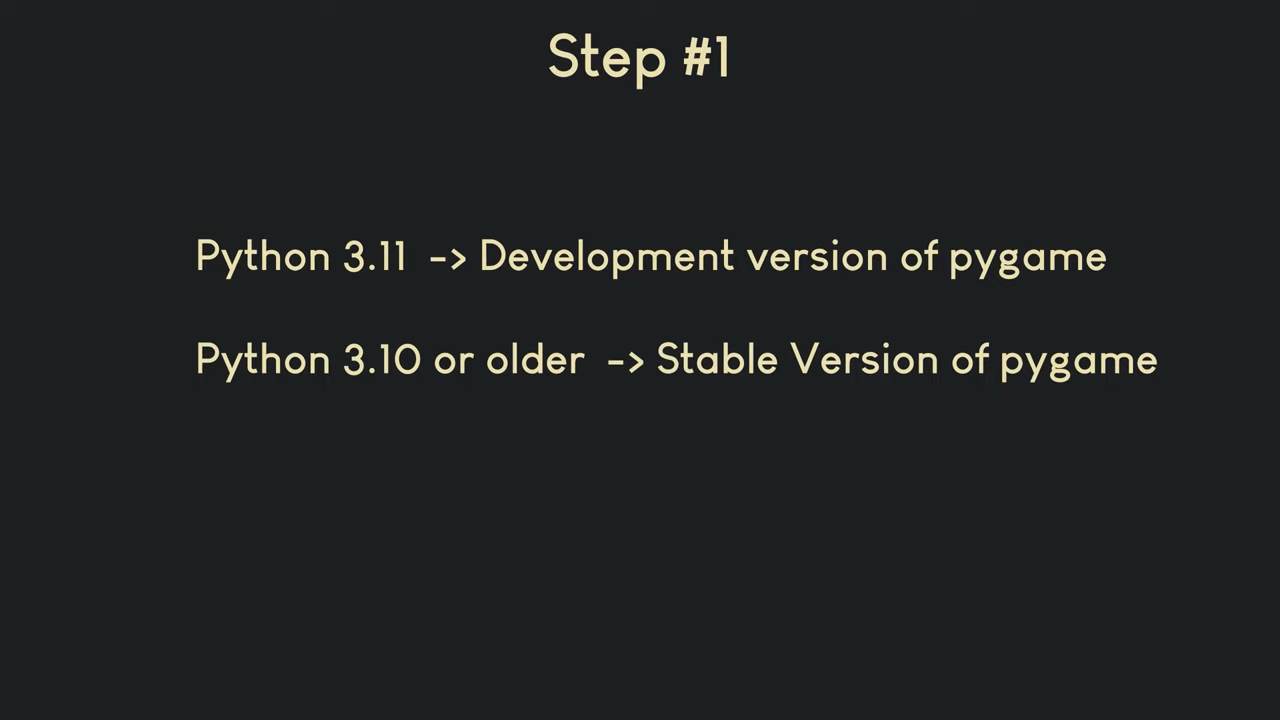 Step #1
Python 3.11 -> Development version of pygame
Python 3.10 or older -> Stable Version of pygame